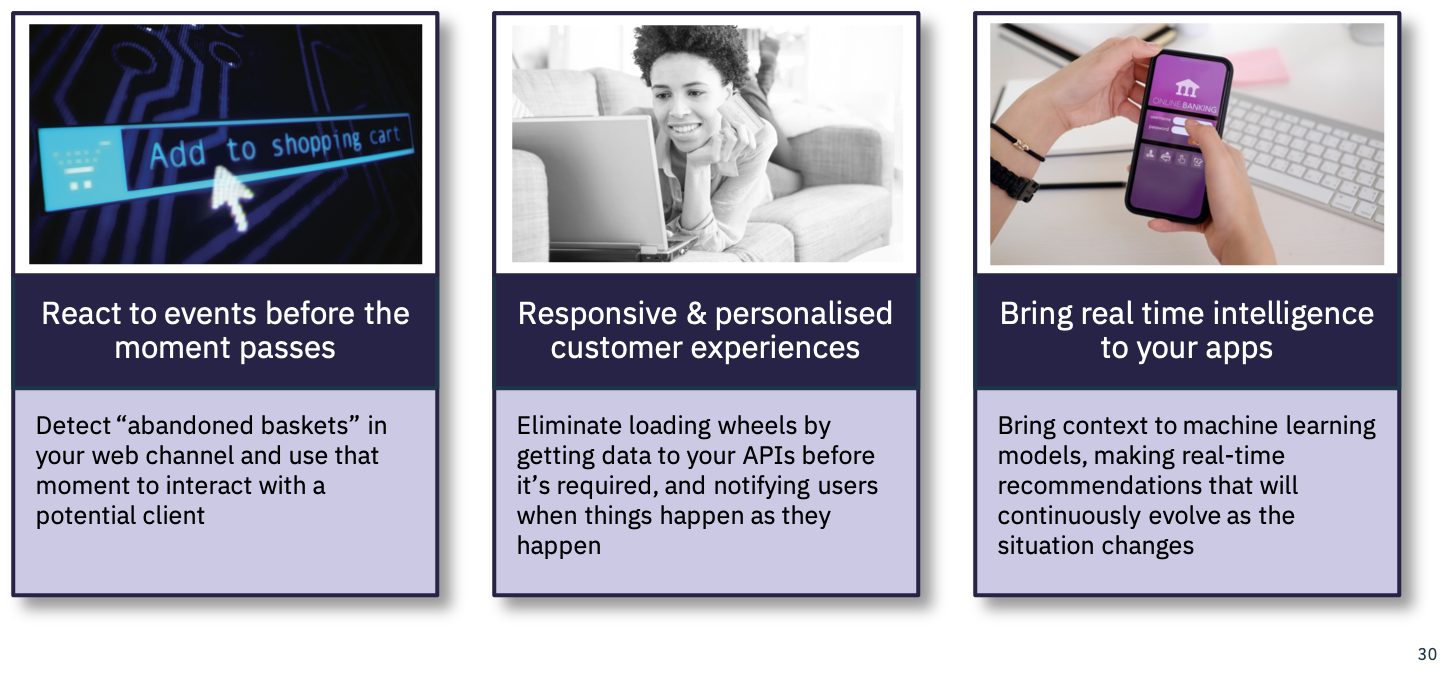 Add to shopping cart
ONLINE BANKING
username
password
React to events before the
moment passes
Responsive & personalised
customer experiences
Bring real time intelligence
to your apps
Detect “abandoned baskets” in
your web channel and use that
moment to interact with a
potential client
Eliminate loading wheels by
getting data to your APIs before
it’s required, and notifying users
when things happen as they
happen
Bring context to machine learning
models, making real-time
recommendations that will
continuously evolve as the
situation changes
30